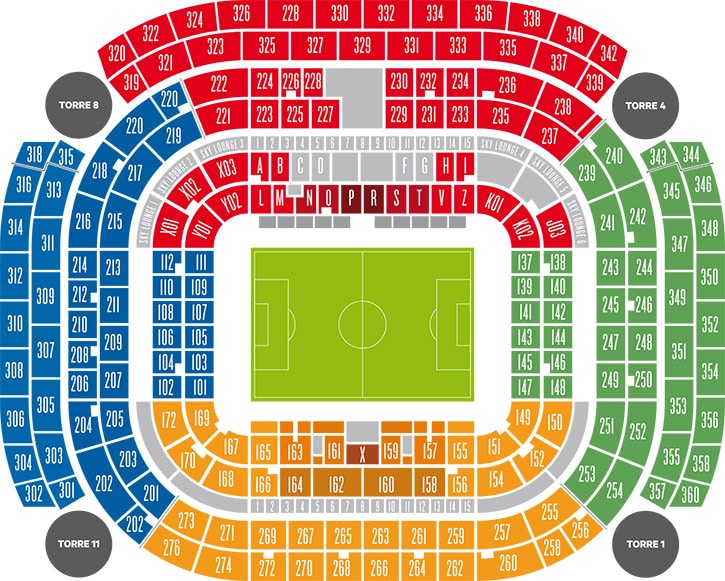 326 328 330 332 334 336 338
322 324 340
320 325 327 329 331 333 335 342
319 321 337 339
TORRE 8 TORRE 4
222 224 226 228 230 232 234 236
220 238
221 223 225 227 229 231 233 235
220 219 237
218 217 239 240
1 2 3 4 5 6 7 8 9 10 11 12 13 14 15
SKY LOUNGE 1 SKY LOUNGE 2 SKY LOUNGE 3 SKY LOUNGE 4 SKY LOUNGE 5 SKY LOUNGE 6
X03 A B C D F G H I
X02
X01 Y01 Y02 L M N O P R S T V Z K01 K02 J03
318 315 343 344
316 313 345 346
314 311 216 215 241 242 347 348
312 309 214 213 112 111 137 138 243 244 349 350
212 211 110 109 139 140 245 246
310 307 210 209 108 107 141 142 247 248 351 352
208 207 106 105 143 144
308 206 205 104 103 145 146 249 250 353 354
306 305 204 102 101 147 148 251 252 355 356
304 303 203 253 358
302 301 202 201 254 357 360
172 169 149 150
170 167 165 163 161 X 159 157 155 151 152
168 166 164 162 160 158 156 154
1 2 3 4 5 6 7 8 9 10 11 12 13 14 15
273 271 269 267 265 263 261 259 257 255
276 274 272 270 268 266 264 262 260 258 256
TORRE 11 TORRE 1